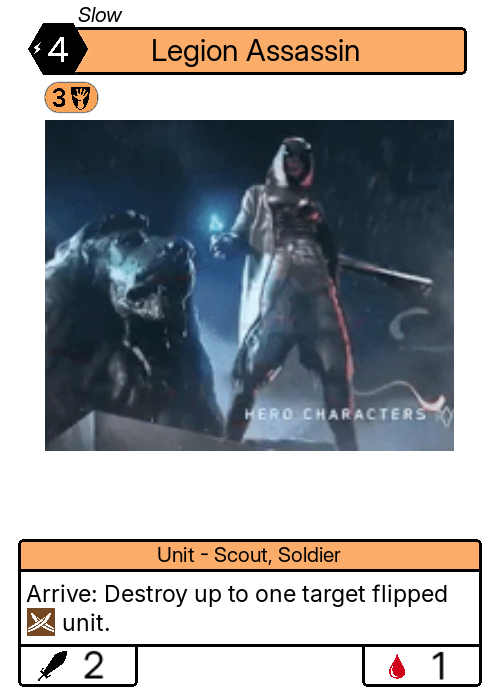 Slow
4
Legion Assassin
3
HERO CHARACTERS
Unit - Scout, Soldier
Arrive: Destroy up to one target flipped
unit.
2
1